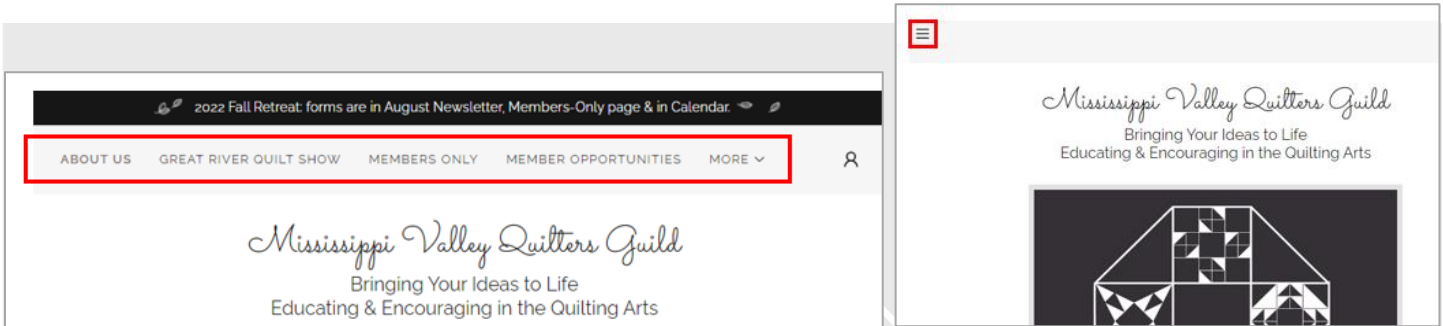 2022 Fall Retreat: forms are in August Newsletter, Members-Only page & in Calendar.
ABOUT US GREAT RIVER QUILT SHOW MEMBERS ONLY MEMBER OPPORTUNITIES MORE
Mississippi Valley Quilters Guild
Bringing Your Ideas to Life
Educating & Encouraging in the Quilting Arts
Mississippi Valley Quilters Guild
Bringing Your Ideas to Life
Educating & Encouraging in the Quilting Arts